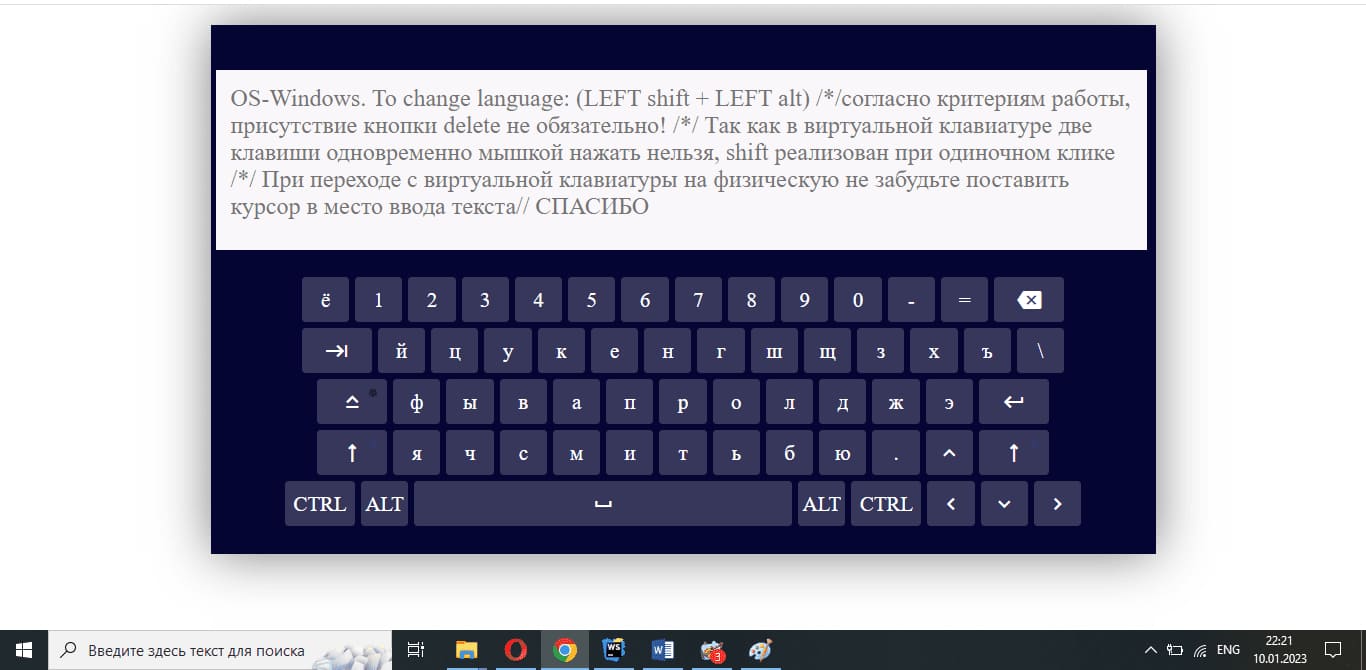 OS-Windows. To change language: (LEFT shift + LEFT alt) /*/согласно критериям работы,
присутствие кнопки delete не обязательно! /*/ Так как в виртуальной клавиатуре две
клавиши одновременно мышкой нажать нельзя, shift реализован при одиночном клике
/*/ При переходе с виртуальной клавиатуры на физическую не забудьте поставить
курсор в место ввода текста// СПАСИБО
ё 1 2 3 4 5 6 7 8 9 0 - =
й ц у к е н г ш щ з х ъ \
ф ы в а п р о л д ж э
я ч с м и т ь б ю .
CTRL ALT ALT CTRL
Введите здесь текст для поиска
WS
W
3
ENG
22:21
10.01.2023